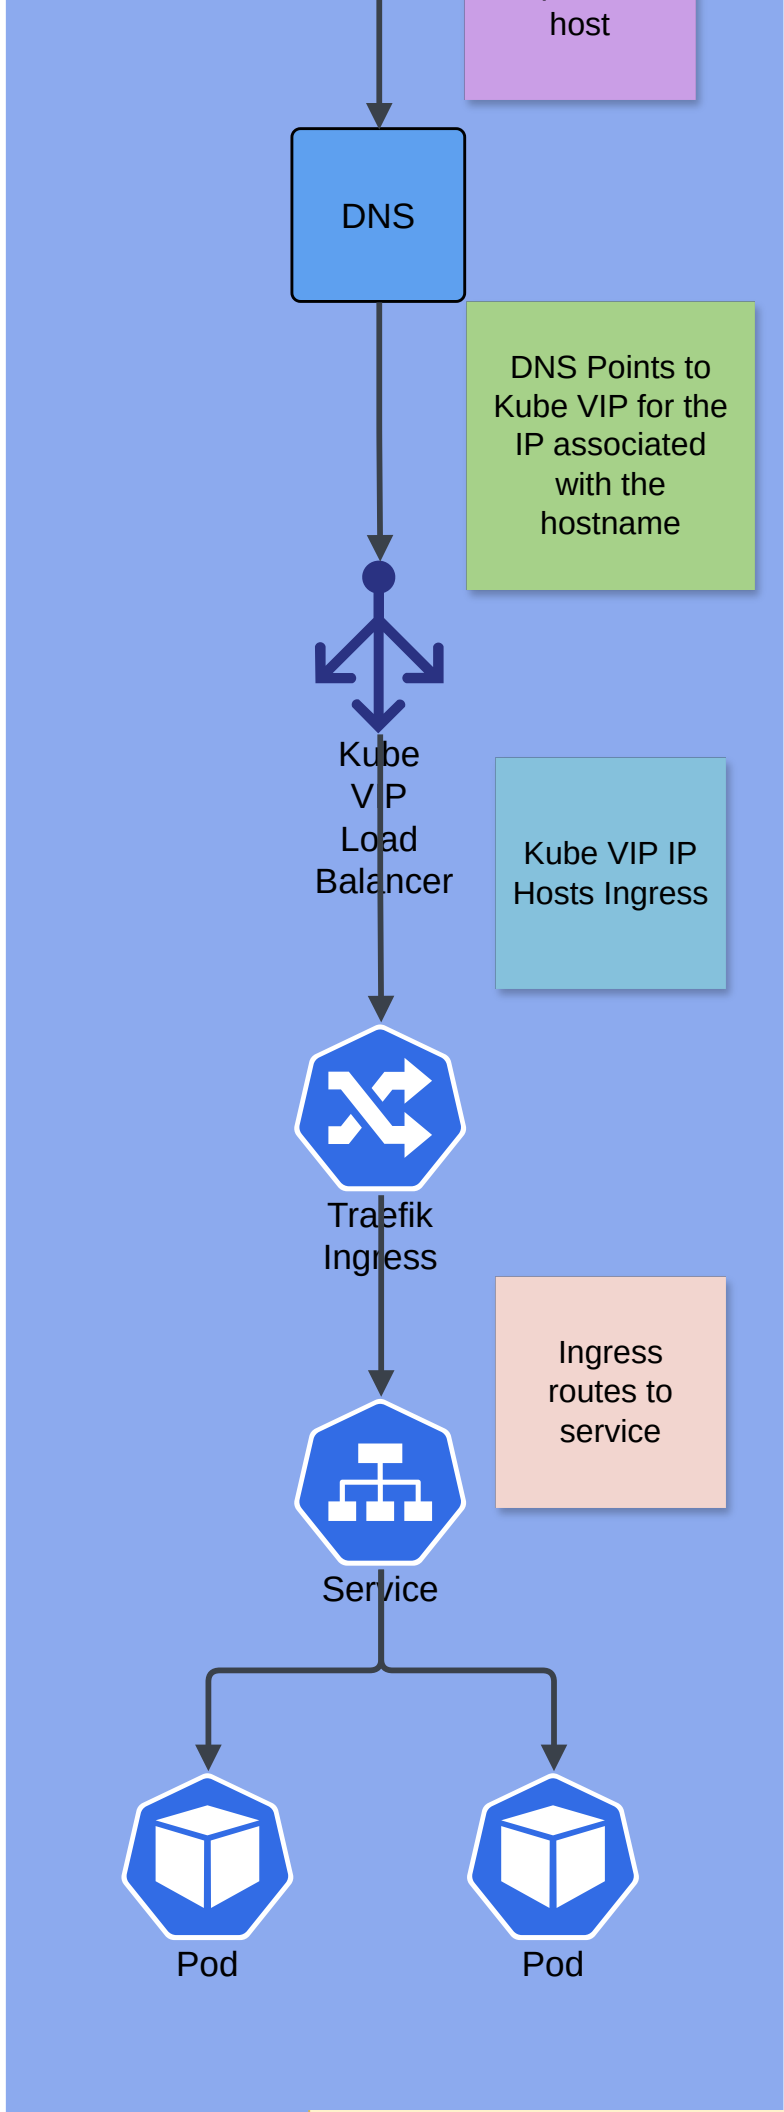 host
DNS
DNS Points to
Kube VIP for the
IP associated
with the
hostname
Kube
VIP
Load
Balancer
Kube VIP IP
Hosts Ingress
Traefik
Ingress
Ingress
routes to
service
Service
Pod
Pod